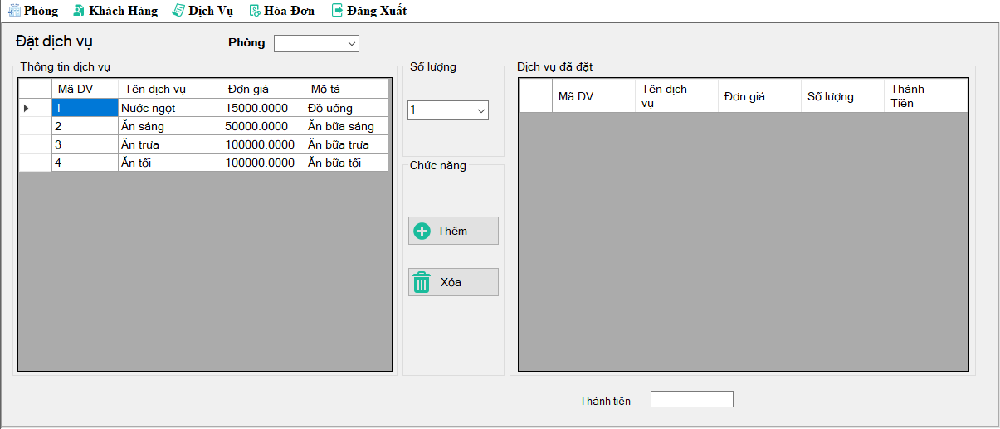 Phòng Khách Hàng Dịch Vụ Hóa Đơn Đăng Xuất
Đặt dịch vụ
Phòng
Thông tin dịch vụ
Mã DV Tên dịch vụ Đơn giá Mô tả
1 Nước ngọt 15000.0000 Đồ uống
2 Ăn sáng 50000.0000 Ăn bữa sáng
3 Ăn trưa 100000.0000 Ăn bữa trưa
4 Ăn tối 100000.0000 Ăn bữa tối
Số lượng
1
Chức năng
Thêm
Xóa
Dịch vụ đã đặt
Mã DV Tên dịch vụ Đơn giá Số lượng Thành Tiền
Thành tiền